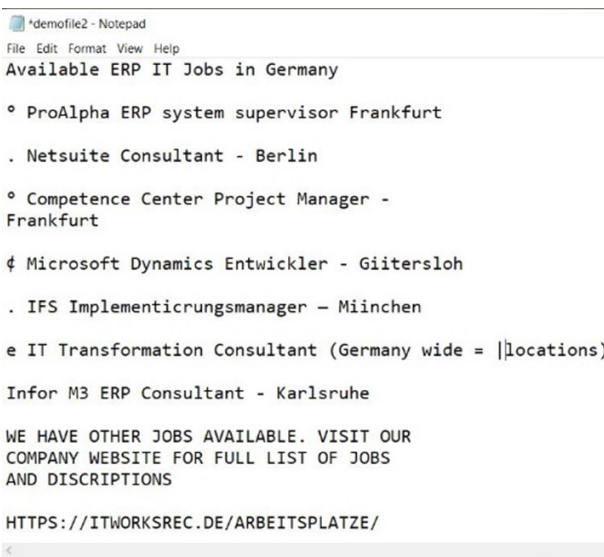 *demofile2 - Notepad
File Edit Format View Help
Available ERP IT Jobs in Germany
° ProAlpha ERP system supervisor Frankfurt
. Netsuite Consultant - Berlin
° Competence Center Project Manager -
Frankfurt
¢ Microsoft Dynamics Entwickler - Giitersloh
. IFS Implementicrungsmanager – Miinchen
e IT Transformation Consultant (Germany wide = |locations)
Infor M3 ERP Consultant - Karlsruhe
WE HAVE OTHER JOBS AVAILABLE. VISIT OUR
COMPANY WEBSITE FOR FULL LIST OF JOBS
AND DISCRIPTIONS
HTTPS://ITWORKSREC.DE/ARBEITSPLATZE/